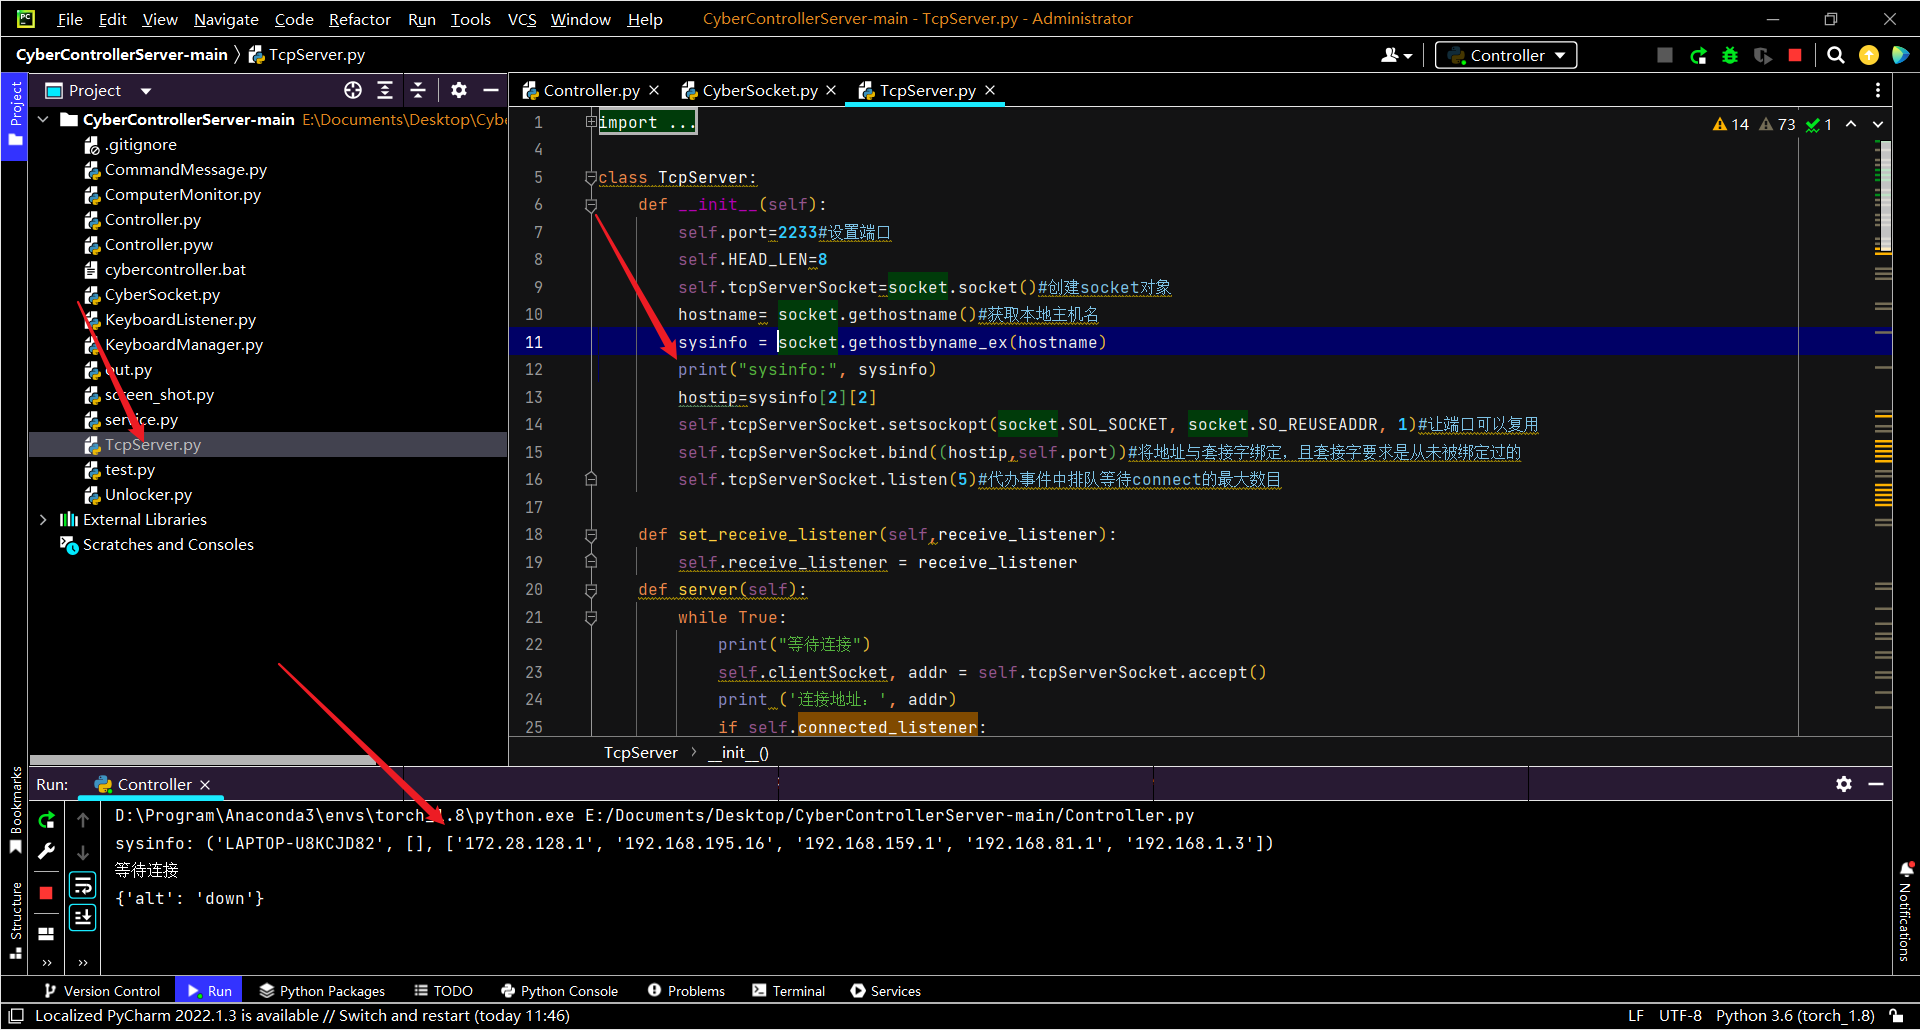 File Edit View Navigate Code Refactor Run Tools VCS Window Help CyberControllerServer-main - TcpServer.py - Administrator
CyberControllerServer-main TcpServer.py Controller
Project
Project
CyberControllerServer-main E:\Documents\Desktop\Cybe
.gitignore
CommandMessage.py
ComputerMonitor.py
Controller.py
Controller.pyw
cybercontroller.bat
CyberSocket.py
KeyboardListener.py
KeyboardManager.py
out.py
screen_shot.py
service.py
TcpServer.py
test.py
Unlocker.py
External Libraries
Scratches and Consoles
Controller.py CyberSocket.py TcpServer.py
14 73 1
1 import ...
4
5 class TcpServer:
6 def __init__(self):
7 self.port=2233#设置端口
8 self.HEAD_LEN=8
9 self.tcpServerSocket=socket.socket()#创建socket对象
10 hostname= socket.gethostname()#获取本地主机名
11 sysinfo = socket.gethostbyname_ex(hostname)
12 print("sysinfo:", sysinfo)
13 hostip=sysinfo[2][2]
14 self.tcpServerSocket.setsockopt(socket.SOL_SOCKET, socket.SO_REUSEADDR, 1)#让端口可以复用
15 self.tcpServerSocket.bind((hostip,self.port))#将地址与套接字绑定，且套接字要求是从未被绑定过的
16 self.tcpServerSocket.listen(5)#代办事件中排队等待connect的最大数目
17
18 def set_receive_listener(self,receive_listener):
19 self.receive_listener = receive_listener
20 def server(self):
21 while True:
22 print("等待连接")
23 self.clientSocket, addr = self.tcpServerSocket.accept()
24 print ('连接地址：', addr)
25 if self.connected_listener:
TcpServer __init__()
Run: Controller
D:\Program\Anaconda3\envs\torch_1.8\python.exe E:/Documents/Desktop/CyberControllerServer-main/Controller.py
sysinfo: ('LAPTOP-U8KCJD82', [], ['172.28.128.1', '192.168.195.16', '192.168.159.1', '192.168.81.1', '192.168.1.3'])
等待连接
{'alt': 'down'}
Bookmarks
Structure
Notifications
Version Control Run Python Packages TODO Python Console Problems Terminal Services
Localized PyCharm 2022.1.3 is available // Switch and restart (today 11:46) LF UTF-8 Python 3.6 (torch_1.8)